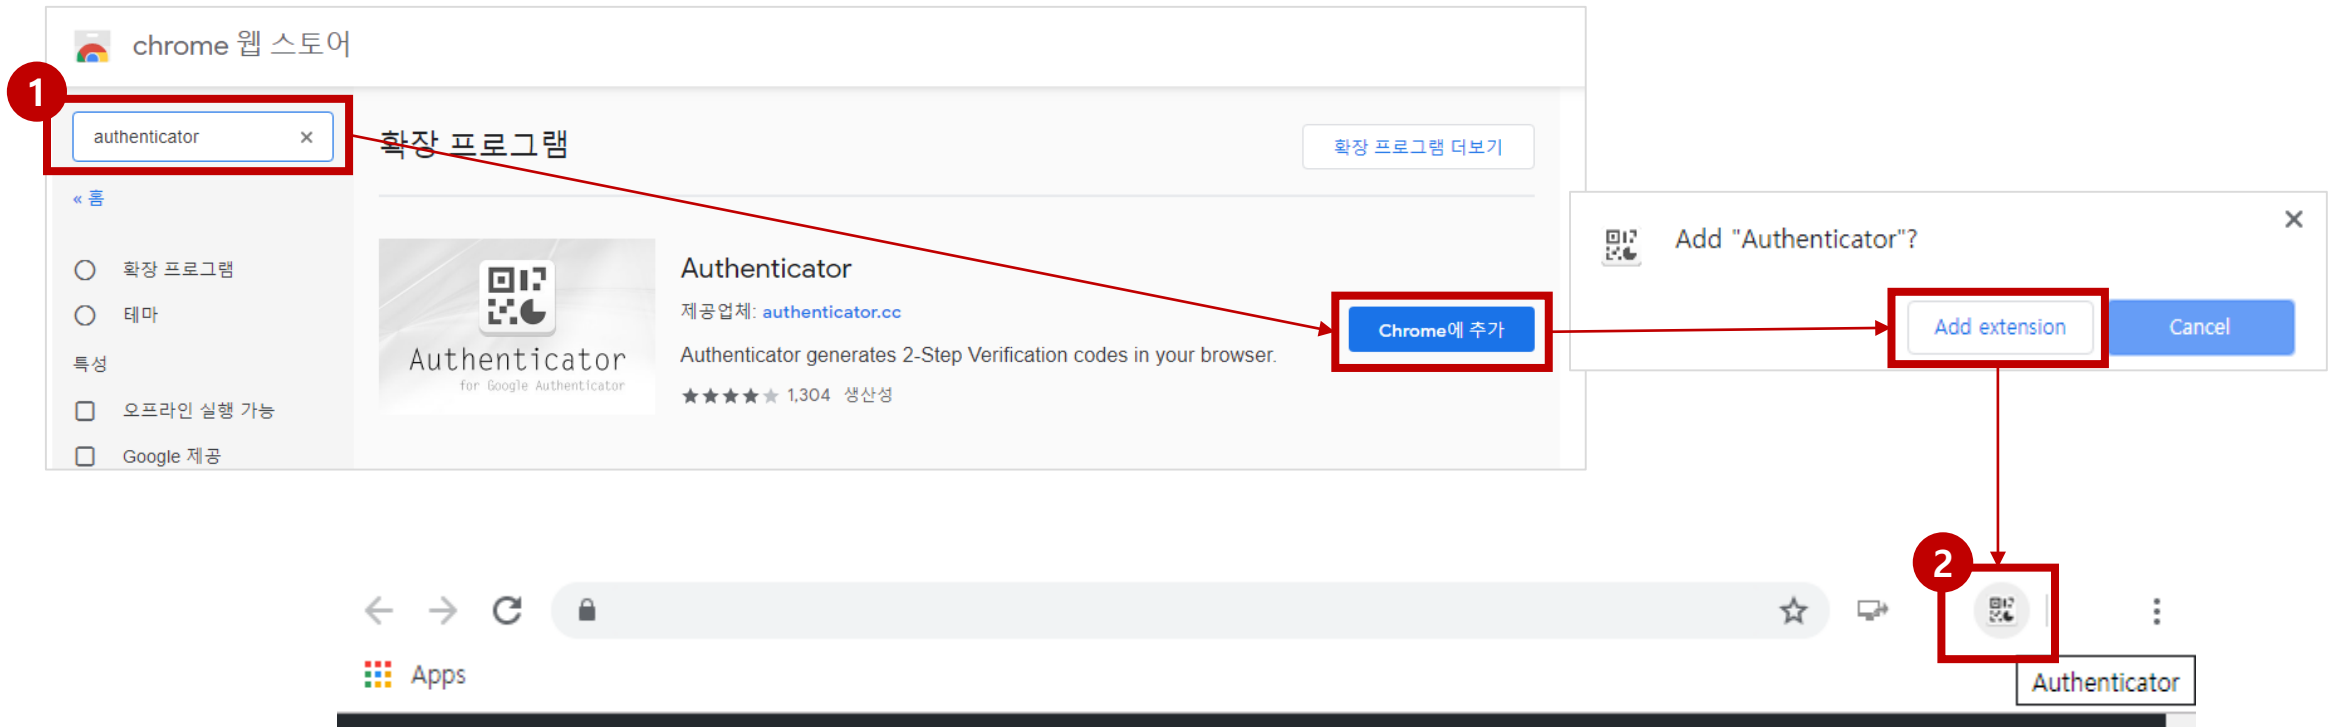 chrome 웹 스토어
1
authenticator ×
확장 프로그램
확장 프로그램 더보기
« 홈
확장 프로그램
테마
특성
오프라인 실행 가능
Google 제공
Authenticator
for Google Authenticator
Authenticator
제공업체: authenticator.cc
Authenticator generates 2-Step Verification codes in your browser.
1,304 생산성
Chrome에 추가
Add "Authenticator"?
Add extension
Cancel
2
Apps
Authenticator